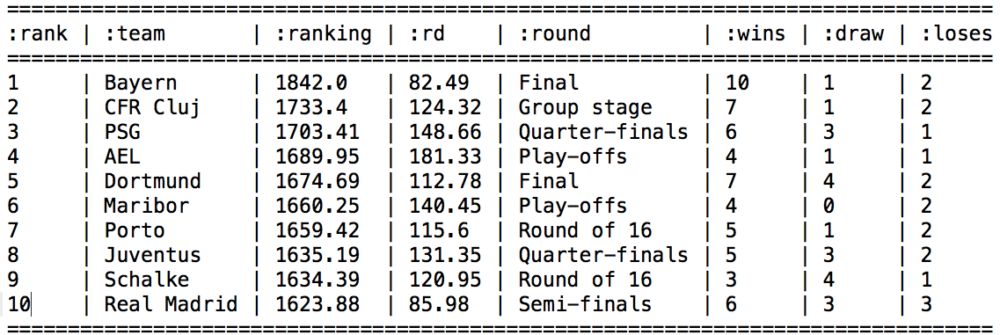 ==================================================================================
:rank | :team        | :ranking | :rd    | :round         | :wins | :draw | :loses
==================================================================================
1     | Bayern       | 1842.0   | 82.49  | Final          | 10    | 1     | 2
2     | CFR Cluj     | 1733.4   | 124.32 | Group stage    | 7     | 1     | 2
3     | PSG          | 1703.41  | 148.66 | Quarter-finals | 6     | 3     | 1
4     | AEL          | 1689.95  | 181.33 | Play-offs      | 4     | 1     | 1
5     | Dortmund     | 1674.69  | 112.78 | Final          | 7     | 4     | 2
6     | Maribor      | 1660.25  | 140.45 | Play-offs      | 4     | 0     | 2
7     | Porto        | 1659.42  | 115.6  | Round of 16    | 5     | 1     | 2
8     | Juventus     | 1635.19  | 131.35 | Quarter-finals | 5     | 3     | 2
9     | Schalke      | 1634.39  | 120.95 | Round of 16    | 3     | 4     | 1
10    | Real Madrid  | 1623.88  | 85.98  | Semi-finals    | 6     | 3     | 3
==================================================================================